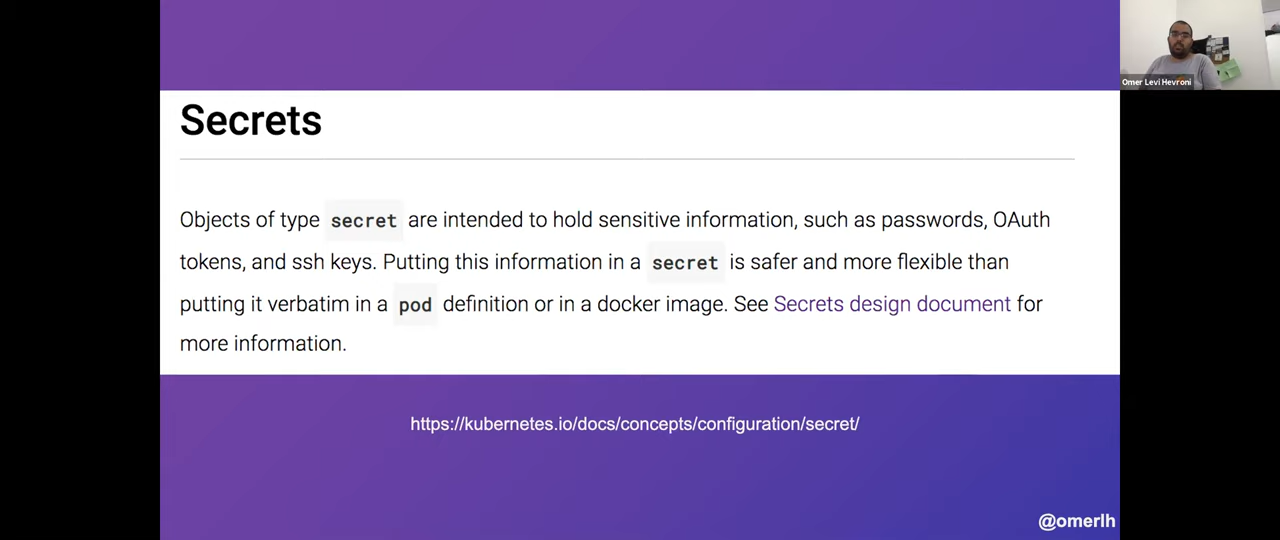 Omer Levi Hevroni
Secrets
Objects of type secret are intended to hold sensitive information, such as passwords, OAuth
tokens, and ssh keys. Putting this information in a secret is safer and more flexible than
putting it verbatim in a pod definition or in a docker image. See Secrets design document for
more information.
https://kubernetes.io/docs/concepts/configuration/secret/
@omerlh